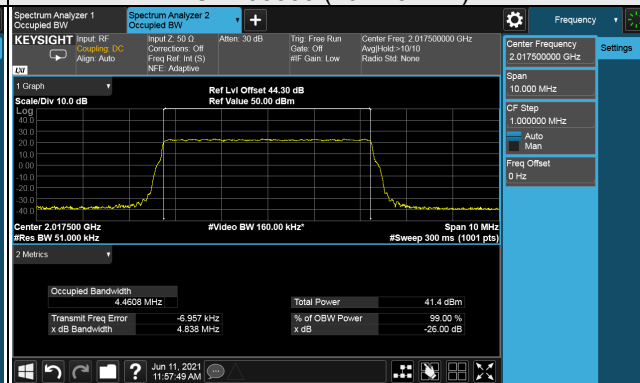 Spectrum Analyzer 1
Occupied BW
Spectrum Analyzer 2
Occupied BW
Frequency
KEYSIGHT
Input: RF
Coupling: DC
Align: Auto
Input Z: 50 Ω
Corrections: Off
Freq Ref: Int (S)
NFE: Adaptive
Atten: 30 dB
Trig: Free Run
Gate: Off
#IF Gain: Low
Center Freq: 2.017500000 GHz
Avg|Hold:>10/10
Radio Std: None
LXI
Center Frequency
2.017500000 GHz
Settings
Span
10.000 MHz
CF Step
1.000000 MHz
Auto
Man
Freq Offset
0 Hz
1 Graph
Scale/Div 10.0 dB
Ref Lvl Offset 44.30 dB
Ref Value 50.00 dBm
Log
40.0
30.0
20.0
10.0
0.00
-10.0
-20.0
-30.0
-40.0
Center 2.017500 GHz
#Res BW 51.000 kHz
#Video BW 160.00 kHz*
Span 10 MHz
#Sweep 300 ms (1001 pts)
2 Metrics
Occupied Bandwidth
4.4608 MHz
Total Power 41.4 dBm
Transmit Freq Error -6.957 kHz
% of OBW Power 99.00 %
x dB Bandwidth 4.838 MHz
x dB -26.00 dB
Jun 11, 2021
11:57:49 AM